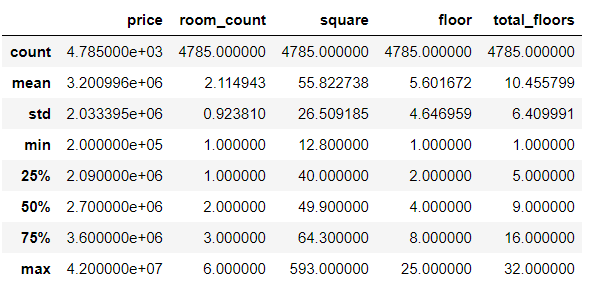 price room_count square floor total_floors
count 4.785000e+03 4785.000000 4785.000000 4785.000000 4785.000000
mean 3.200996e+06 2.114943 55.822738 5.601672 10.455799
std 2.033395e+06 0.923810 26.509185 4.646959 6.409991
min 2.000000e+05 1.000000 12.800000 1.000000 1.000000
25% 2.090000e+06 1.000000 40.000000 2.000000 5.000000
50% 2.700000e+06 2.000000 49.900000 4.000000 9.000000
75% 3.600000e+06 3.000000 64.300000 8.000000 16.000000
max 4.200000e+07 6.000000 593.000000 25.000000 32.000000